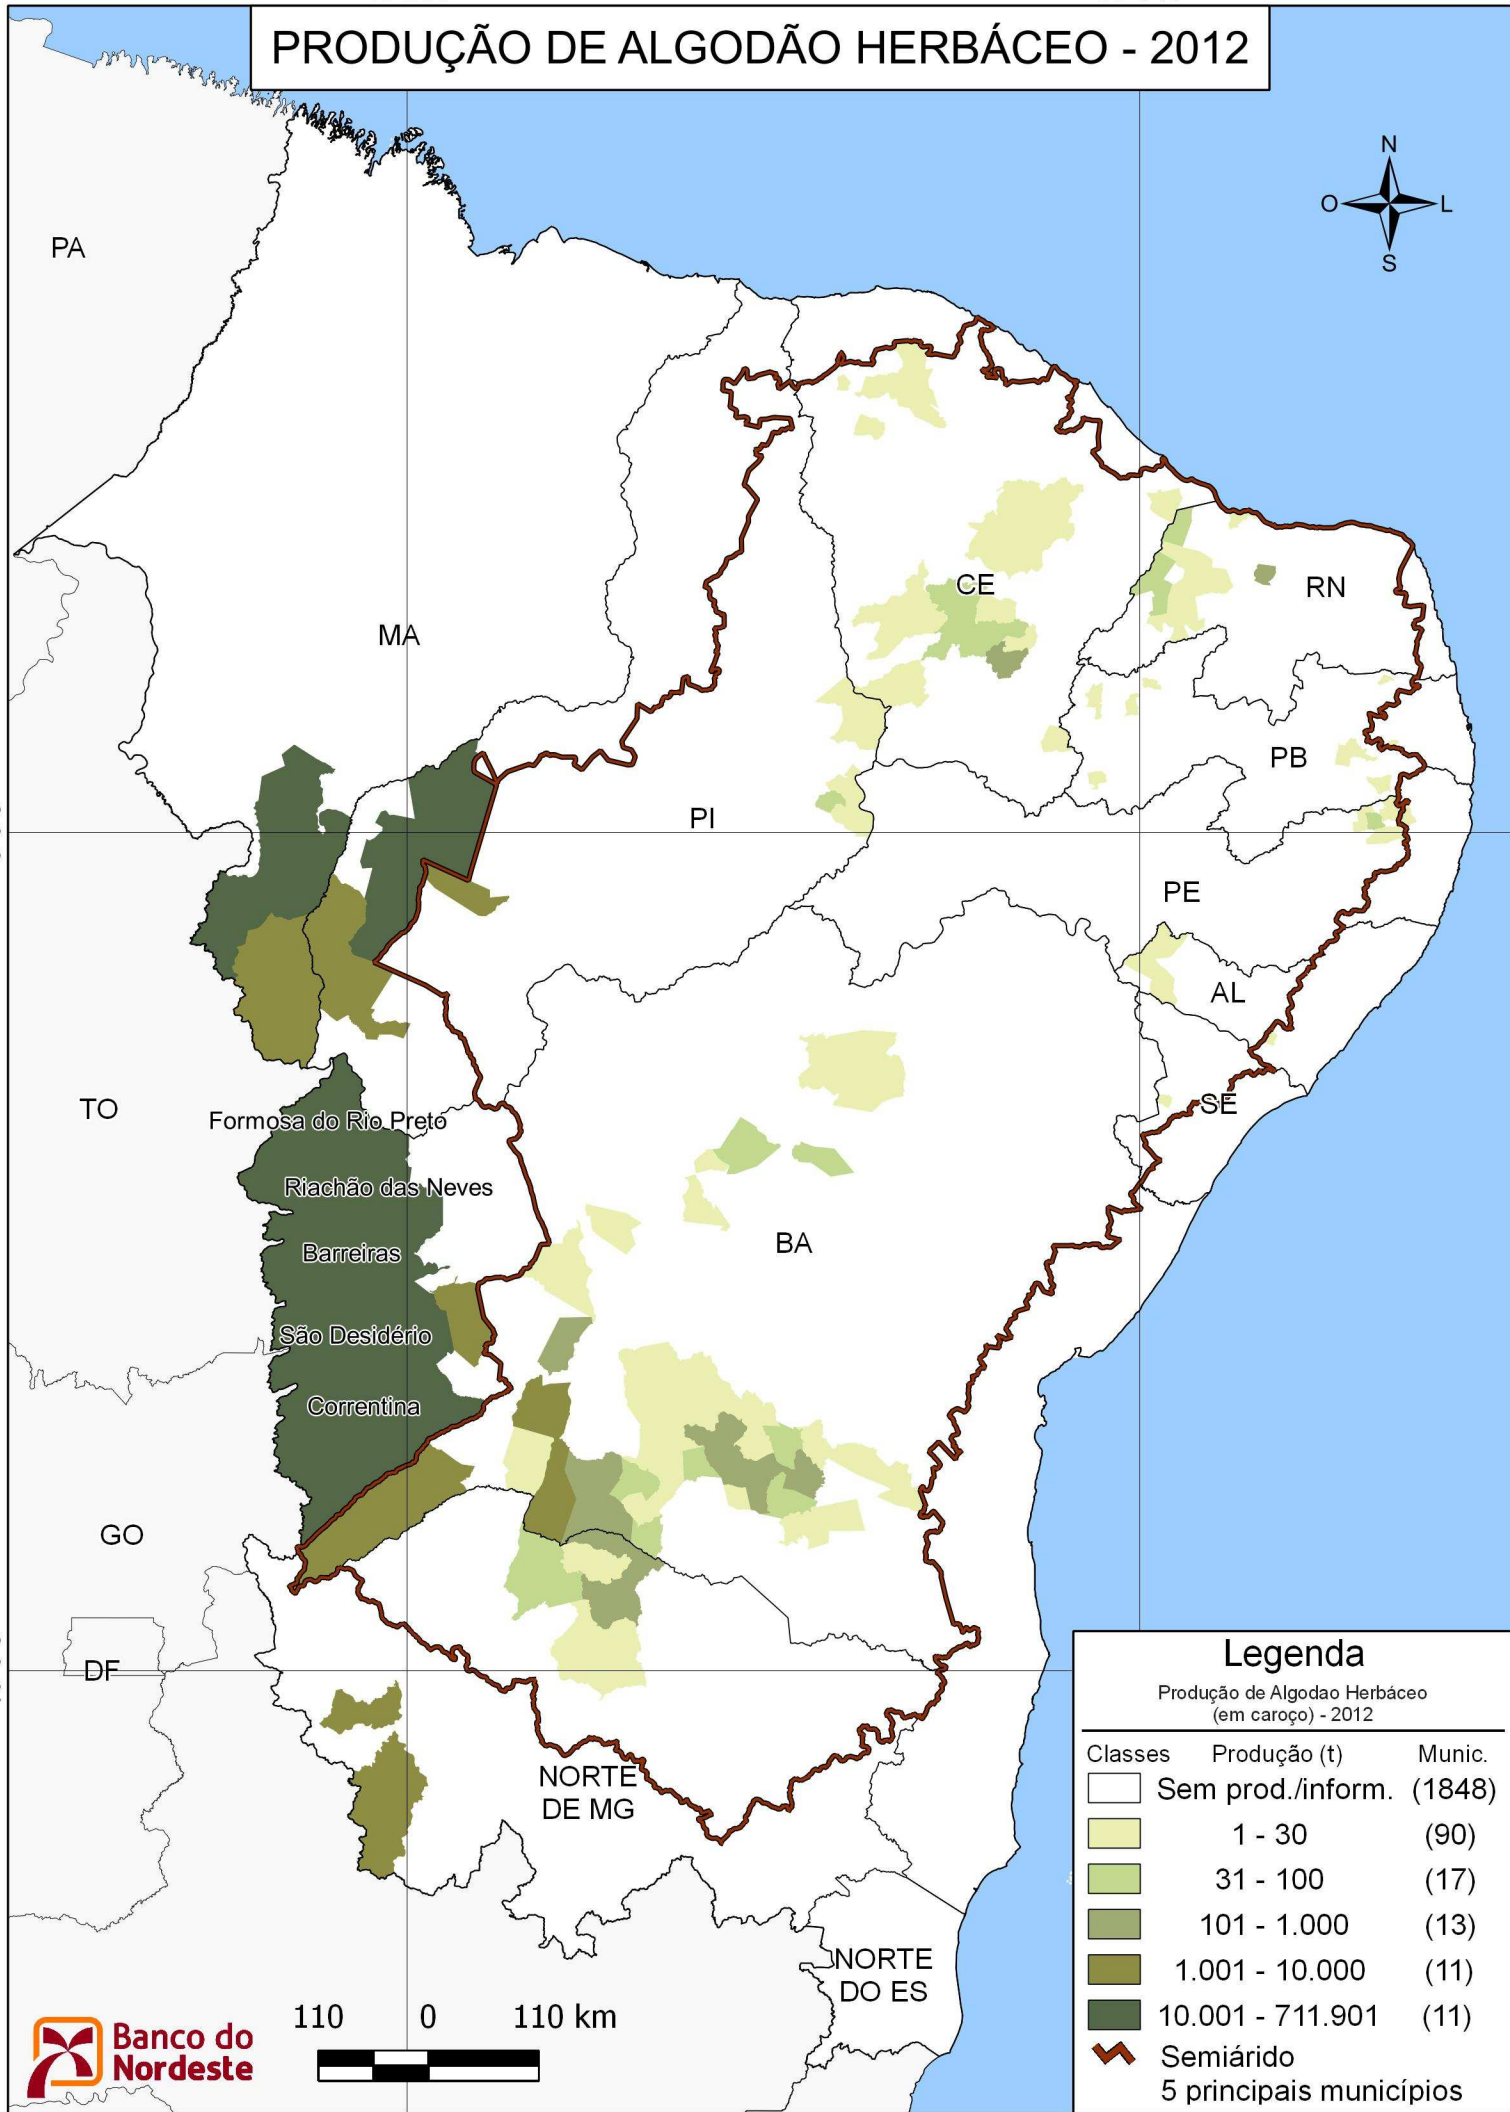 PRODUÇÃO DE ALGODÃO HERBÁCEO - 2012
N
O
L
S
PA
CE
RN
MA
PB
PI
PE
AL
SE
TO
Formosa do Rio Preto
Riachão das Neves
BA
Barreiras
São Desidério
Correntina
GO
DF
NORTE
DE MG
NORTE
DO ES
Legenda
Produção de Algodao Herbáceo
(em caroço) - 2012
Classes Produção (t) Munic.
Sem prod./inform. (1848)
1 - 30 (90)
31 - 100 (17)
101 - 1.000 (13)
1.001 - 10.000 (11)
10.001 - 711.901 (11)
Semiárido
5 principais municípios
110 0 110 km
Banco do
Nordeste